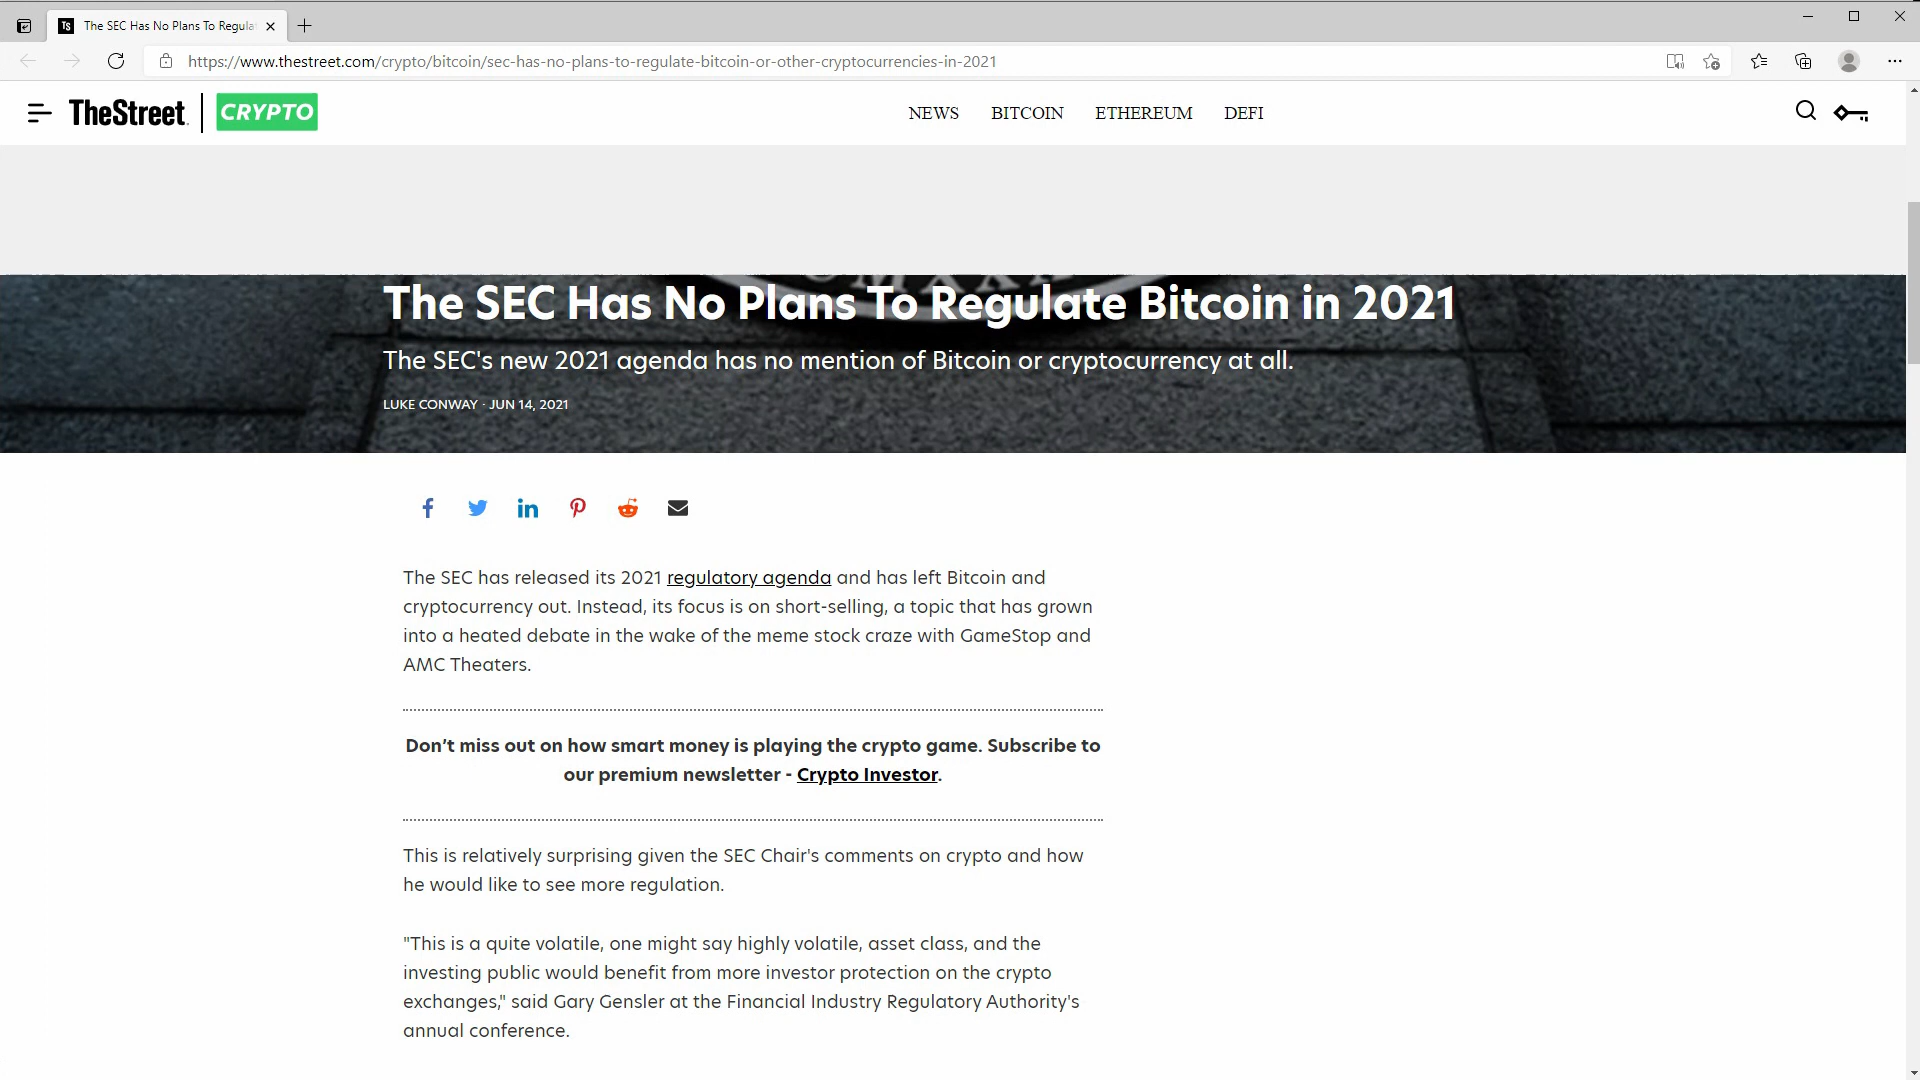 The SEC Has No Plans To Regula
https://www.thestreet.com/crypto/bitcoin/sec-has-no-plans-to-regulate-bitcoin-or-other-cryptocurrencies-in-2021
TheStreet CRYPTO
NEWS BITCOIN ETHEREUM DEFI
The SEC Has No Plans To Regulate Bitcoin in 2021
The SEC's new 2021 agenda has no mention of Bitcoin or cryptocurrency at all.
LUKE CONWAY · JUN 14, 2021
The SEC has released its 2021 regulatory agenda and has left Bitcoin and
cryptocurrency out. Instead, its focus is on short-selling, a topic that has grown
into a heated debate in the wake of the meme stock craze with GameStop and
AMC Theaters.
Don’t miss out on how smart money is playing the crypto game. Subscribe to
our premium newsletter - Crypto Investor.
This is relatively surprising given the SEC Chair's comments on crypto and how
he would like to see more regulation.
"This is a quite volatile, one might say highly volatile, asset class, and the
investing public would benefit from more investor protection on the crypto
exchanges," said Gary Gensler at the Financial Industry Regulatory Authority's
annual conference.